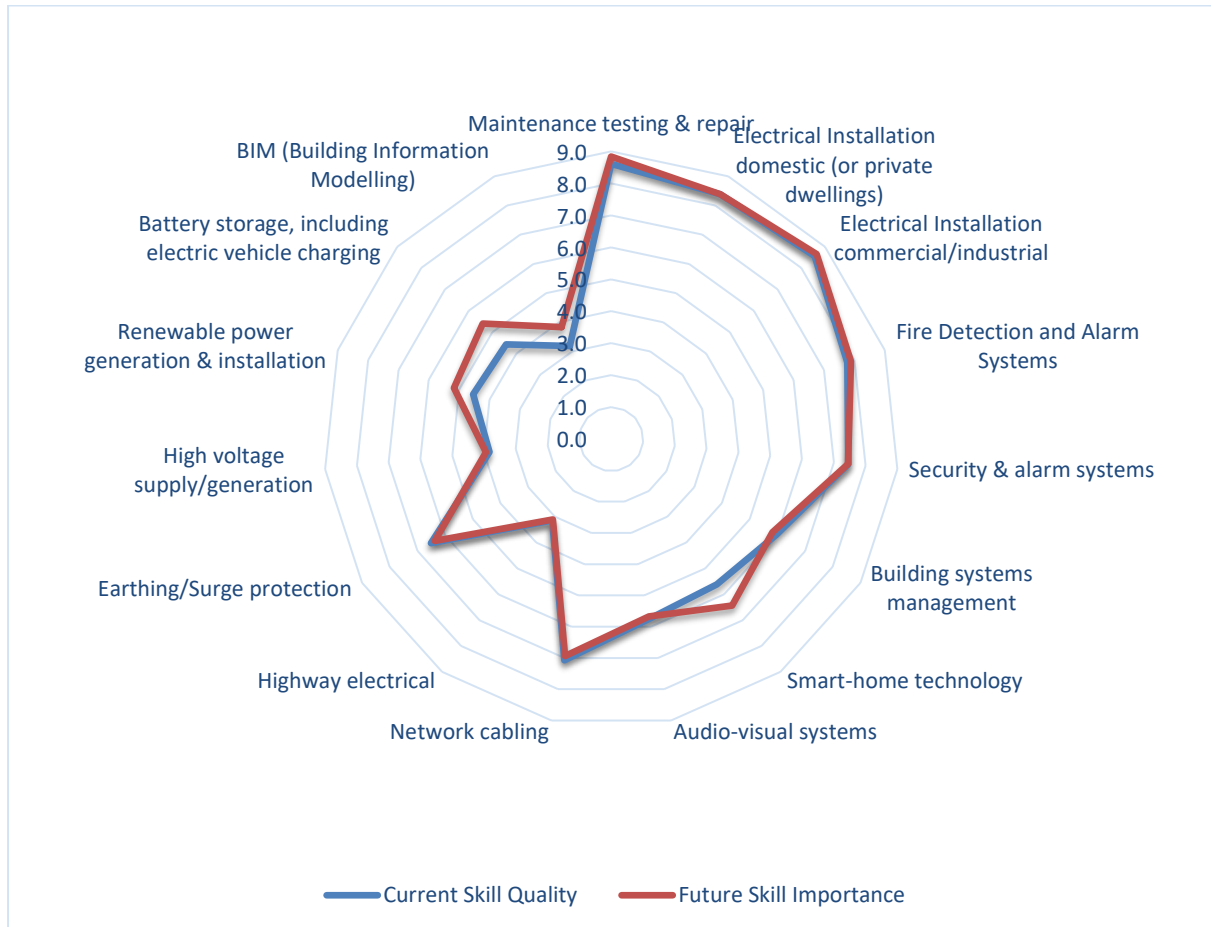 Maintenance testing & repair
Electrical Installation
domestic (or private
dwellings)
Electrical Installation
commercial/industrial
Fire Detection and Alarm
Systems
Security & alarm systems
Building systems
management
Smart-home technology
Audio-visual systems
Network cabling
Highway electrical
Earthing/Surge protection
High voltage
supply/generation
Renewable power
generation & installation
Battery storage, including
electric vehicle charging
BIM (Building Information
Modelling)
9.0
8.0
7.0
6.0
5.0
4.0
3.0
2.0
1.0
0.0
Current Skill Quality
Future Skill Importance